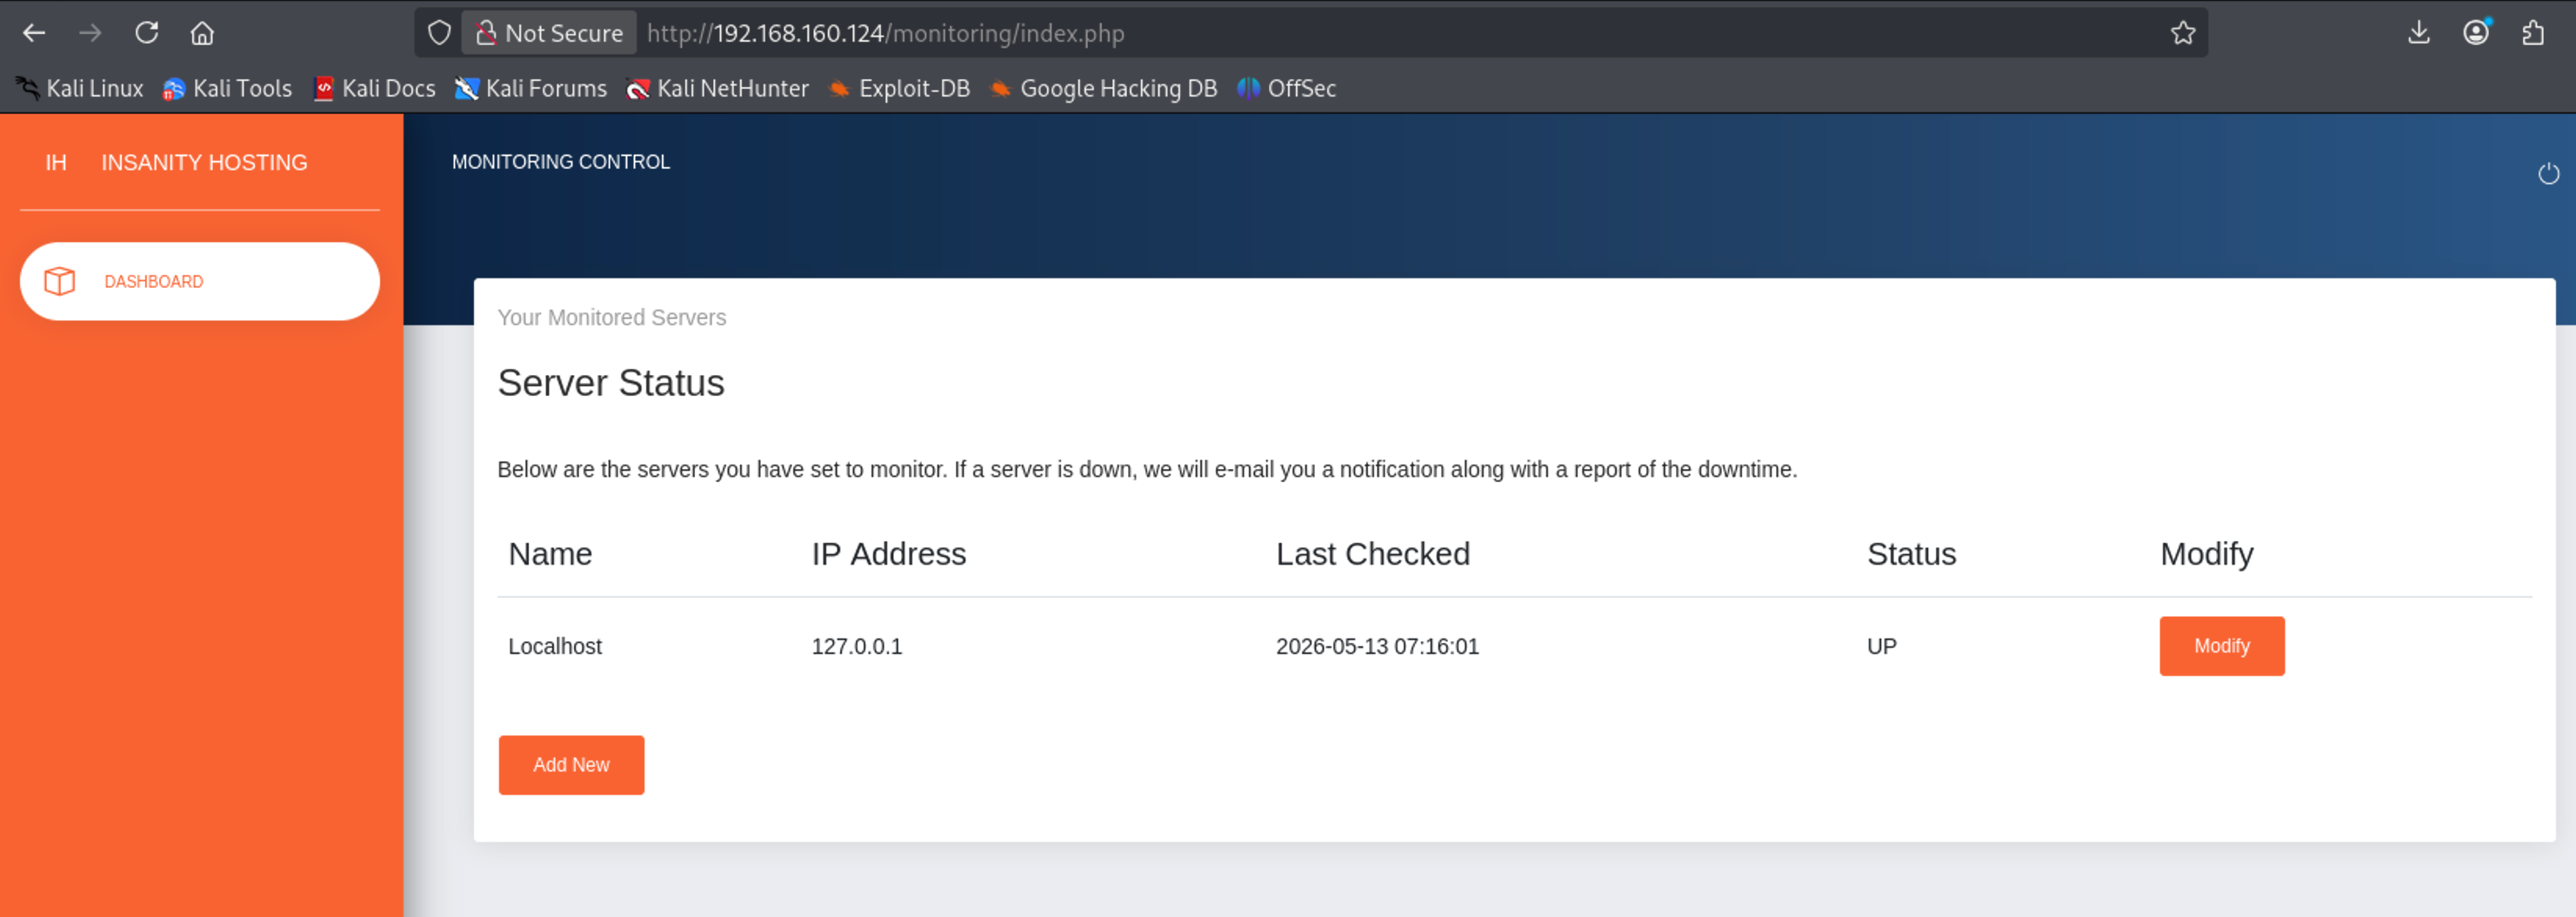 Not Secure http://192.168.160.124/monitoring/index.php
Kali Linux Kali Tools Kali Docs Kali Forums Kali NetHunter Exploit-DB Google Hacking DB OffSec
IH INSANITY HOSTING
MONITORING CONTROL
DASHBOARD
Your Monitored Servers
Server Status
Below are the servers you have set to monitor. If a server is down, we will e-mail you a notification along with a report of the downtime.
Name IP Address Last Checked Status Modify
Localhost 127.0.0.1 2026-05-13 07:16:01 UP Modify
Add New